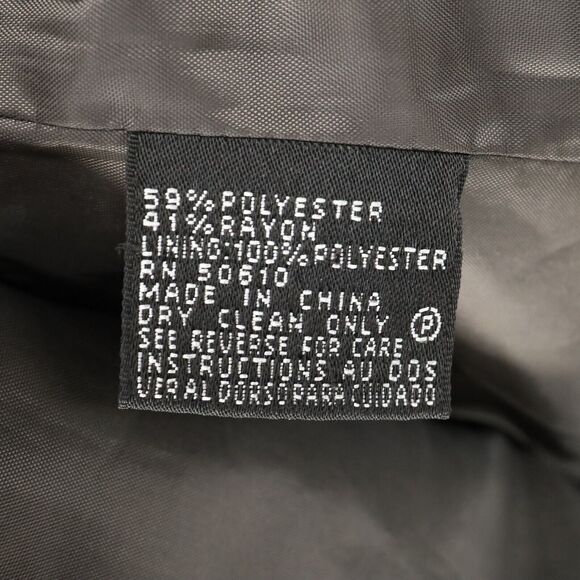 59% POLYESTER
41% RAYON
LINING:100% POLYESTER
RN 50610
MADE IN CHINA
DRY CLEAN ONLY Ⓟ
SEE REVERSE FOR CARE
INSTRUCTIONS AU DOS
VER AL DORSO PARA CUIDADO